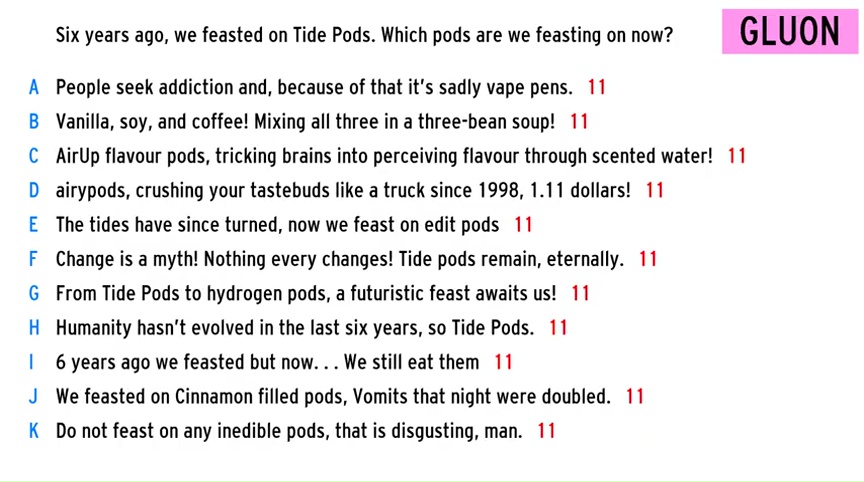 Six years ago, we feasted on Tide Pods. Which pods are we feasting on now?
GLUON
A People seek addiction and, because of that it's sadly vape pens. 11
B Vanilla, soy, and coffee! Mixing all three in a three-bean soup! 11
C AirUp flavour pods, tricking brains into perceiving flavour through scented water! 11
D airypods, crushing your tastebuds like a truck since 1998, 1.11 dollars! 11
E The tides have since turned, now we feast on edit pods 11
F Change is a myth! Nothing every changes! Tide pods remain, eternally. 11
G From Tide Pods to hydrogen pods, a futuristic feast awaits us! 11
H Humanity hasn't evolved in the last six years, so Tide Pods. 11
I 6 years ago we feasted but now... We still eat them 11
J We feasted on Cinnamon filled pods, Vomits that night were doubled. 11
K Do not feast on any inedible pods, that is disgusting, man. 11